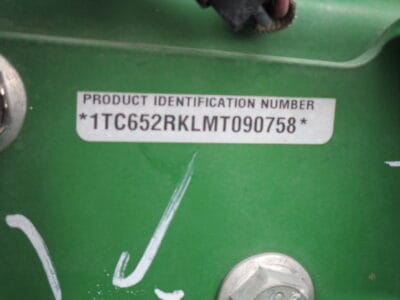 PRODUCT IDENTIFICATION NUMBER
*1TC652RKLMT090758*